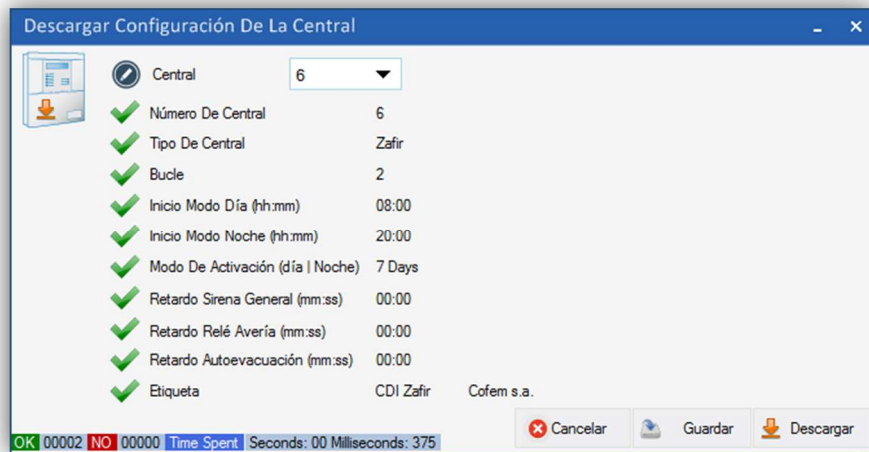 Descargar Configuración De La Central
Central 6
Número De Central 6
Tipo De Central Zafir
Bucle 2
Inicio Modo Día (hh:mm) 08:00
Inicio Modo Noche (hh:mm) 20:00
Modo De Activación (día | Noche) 7 Days
Retardo Sirena General (mm:ss) 00:00
Retardo Relé Avería (mm:ss) 00:00
Retardo Autoevacuación (mm:ss) 00:00
Etiqueta CDI Zafir Cofem s.a.
Cancelar Guardar Descargar
OK 00002 NO 00000 Time Spent Seconds: 00 Milliseconds: 375